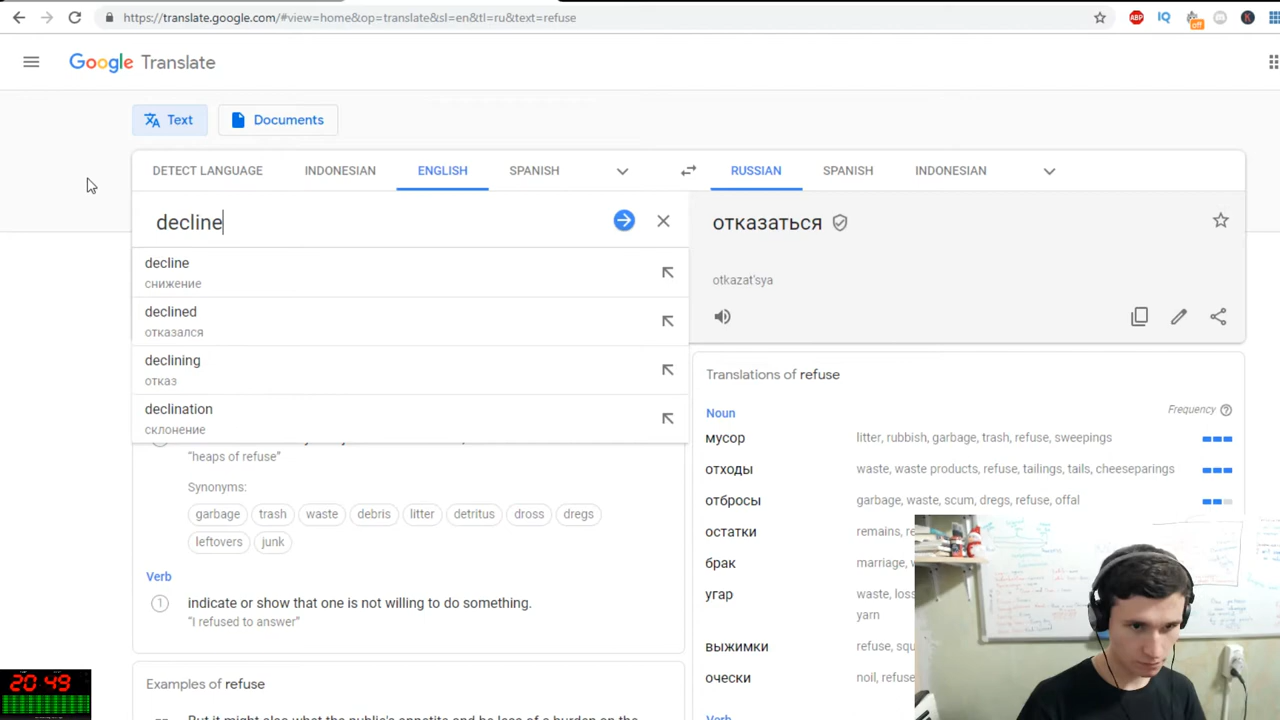 https://translate.google.com/#view=home&op=translate&sl=en&tl=ru&text=refuse
ABP
IQ
off
K
Google Translate
Text
Documents
DETECT LANGUAGE
INDONESIAN
ENGLISH
SPANISH
RUSSIAN
SPANISH
INDONESIAN
decline
decline
снижение
declined
отказался
declining
отказ
declination
склонение
"heaps of refuse"
Synonyms:
garbage
trash
waste
debris
litter
detritus
dross
dregs
leftovers
junk
Verb
1
indicate or show that one is not willing to do something.
"I refused to answer"
Examples of refuse
отказаться
otkazat'sya
Translations of refuse
Noun
Frequency
мусор
litter, rubbish, garbage, trash, refuse, sweepings
отходы
waste, waste products, refuse, tailings, tails, cheeseparings
отбросы
garbage, waste, scum, dregs, refuse, offal
остатки
remains,
брак
marriage,
угар
waste,
yarn
выжимки
refuse,
очески
noil, refuse
Verb
20 49